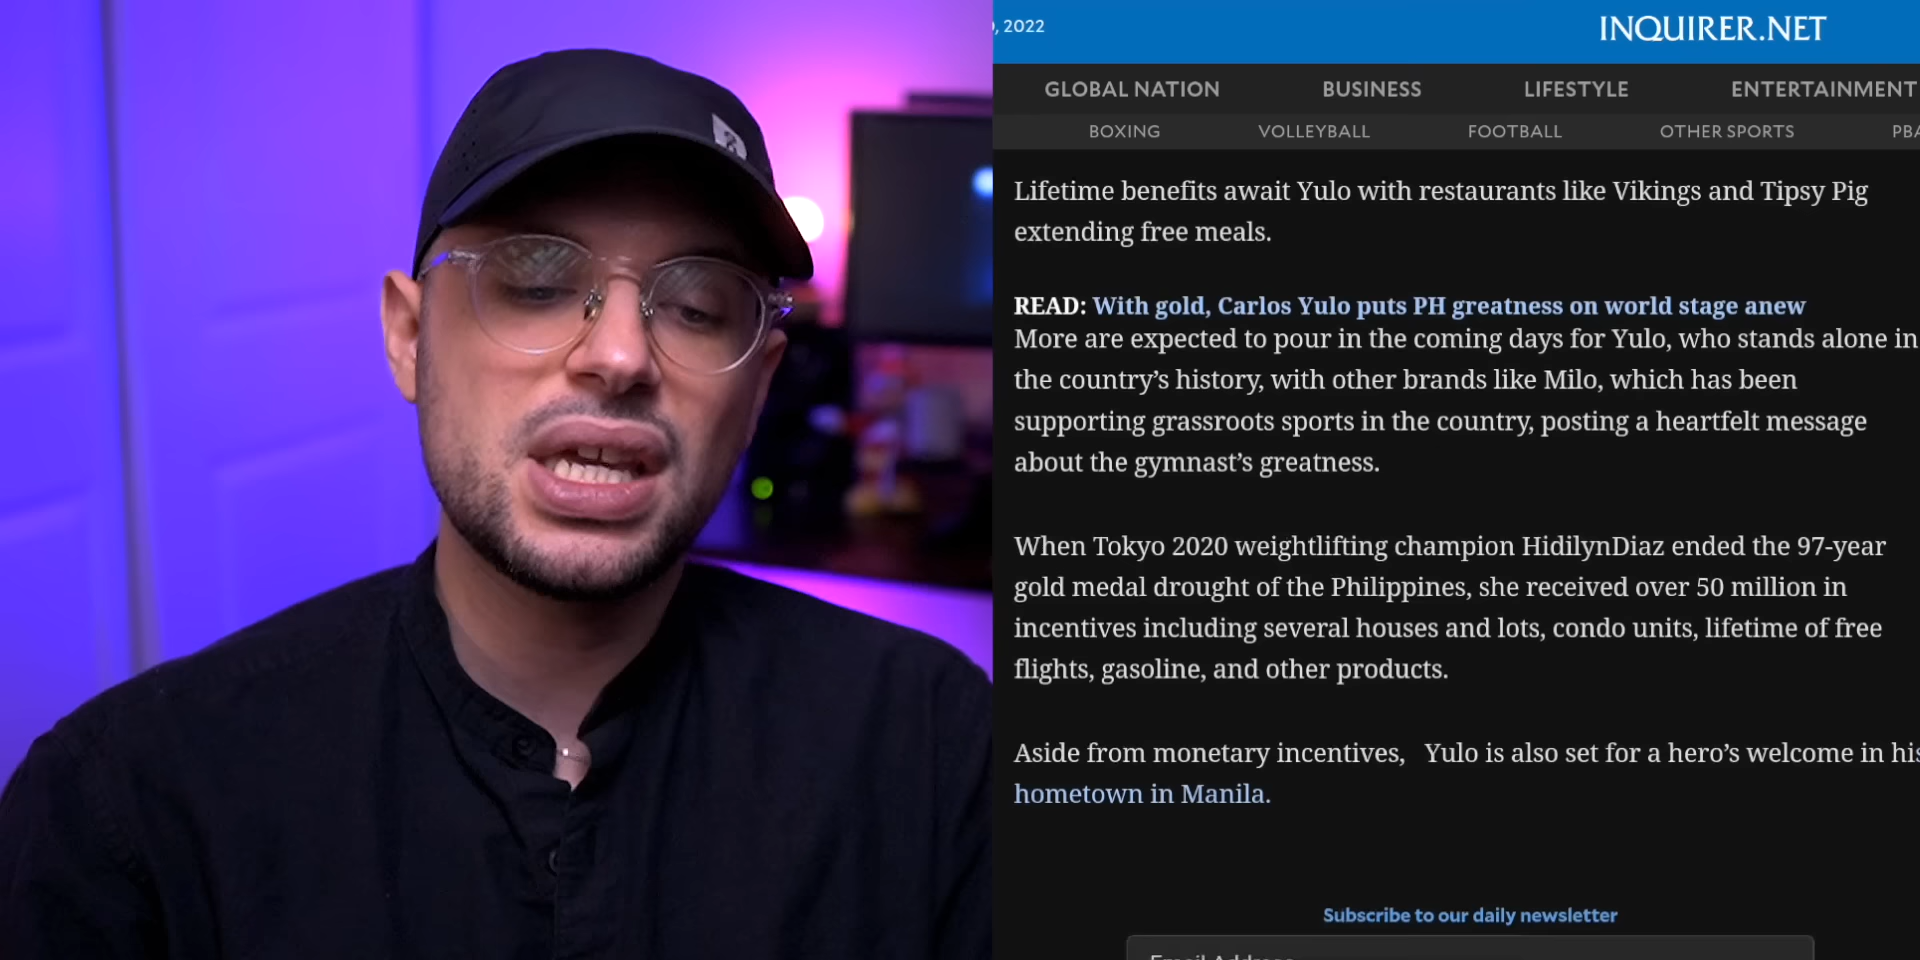 , 2022
INQUIRER.NET
GLOBAL NATION BUSINESS LIFESTYLE ENTERTAINMENT
BOXING VOLLEYBALL FOOTBALL OTHER SPORTS PBA
Lifetime benefits await Yulo with restaurants like Vikings and Tipsy Pig
extending free meals.
READ: With gold, Carlos Yulo puts PH greatness on world stage anew
More are expected to pour in the coming days for Yulo, who stands alone in
the country’s history, with other brands like Milo, which has been
supporting grassroots sports in the country, posting a heartfelt message
about the gymnast’s greatness.
When Tokyo 2020 weightlifting champion HidilynDiaz ended the 97-year
gold medal drought of the Philippines, she received over 50 million in
incentives including several houses and lots, condo units, lifetime of free
flights, gasoline, and other products.
Aside from monetary incentives, Yulo is also set for a hero’s welcome in his
hometown in Manila.
Subscribe to our daily newsletter
Email Address